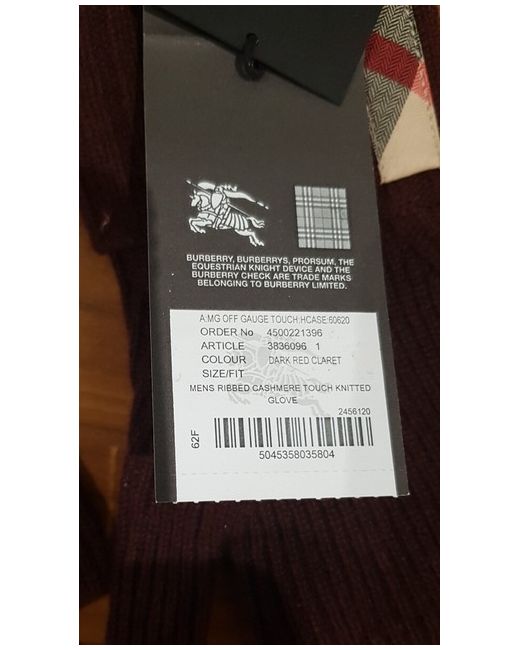 BURBERRY, BURBERRYS, PRORSUM, THE
EQUESTRIAN KNIGHT DEVICE AND THE
BURBERRY CHECK ARE TRADE MARKS
BELONGING TO BURBERRY LIMITED.
A:MG OFF GAUGE TOUCH:HCASE:60620
ORDER No 4500221396
ARTICLE 3836096 1
COLOUR DARK RED CLARET
SIZE/FIT
MENS RIBBED CASHMERE TOUCH KNITTED
GLOVE
2456120
62F
5045358035804